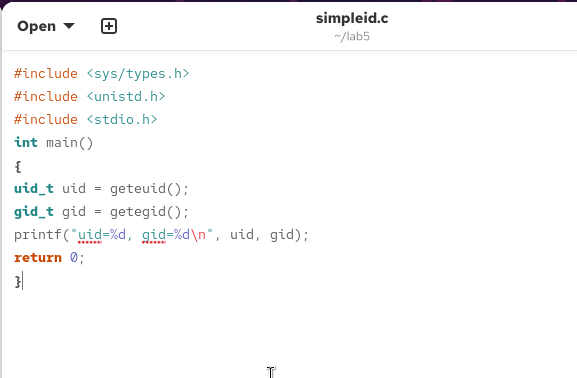 Open
simpleid.c
~/lab5
#include <sys/types.h>
#include <unistd.h>
#include <stdio.h>
int main()
{
uid_t uid = geteuid();
gid_t gid = getegid();
printf("uid=%d, gid=%d\n", uid, gid);
return 0;
}